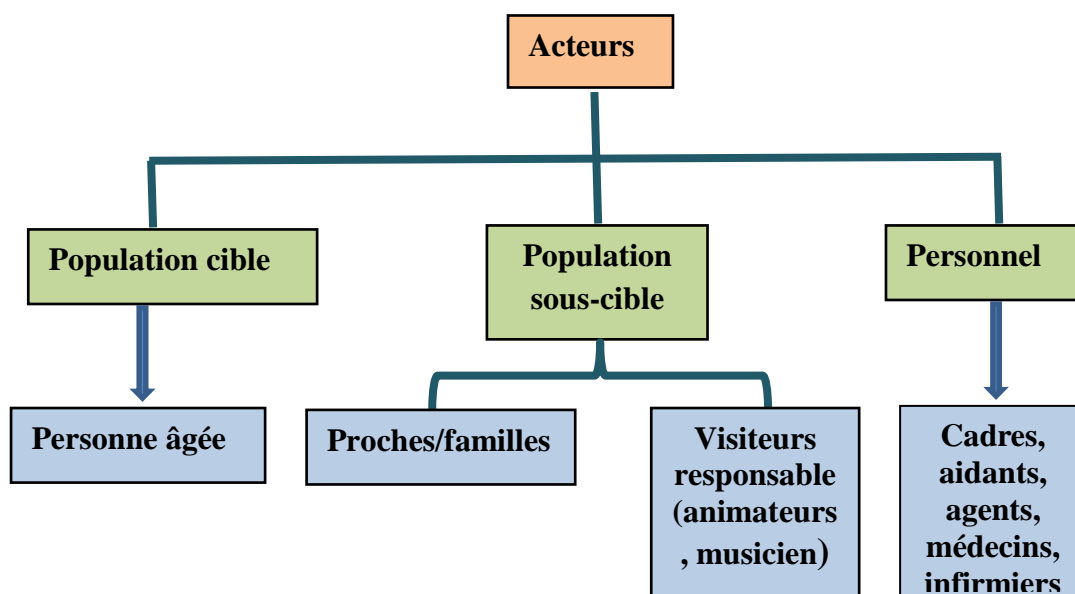 Acteurs
Population cible
Population
sous-cible
Personnel
Personne âgée
Proches/familles
Visiteurs
responsable
(animateurs
, musicien)
Cadres,
aidants,
agents,
médecins,
infirmiers